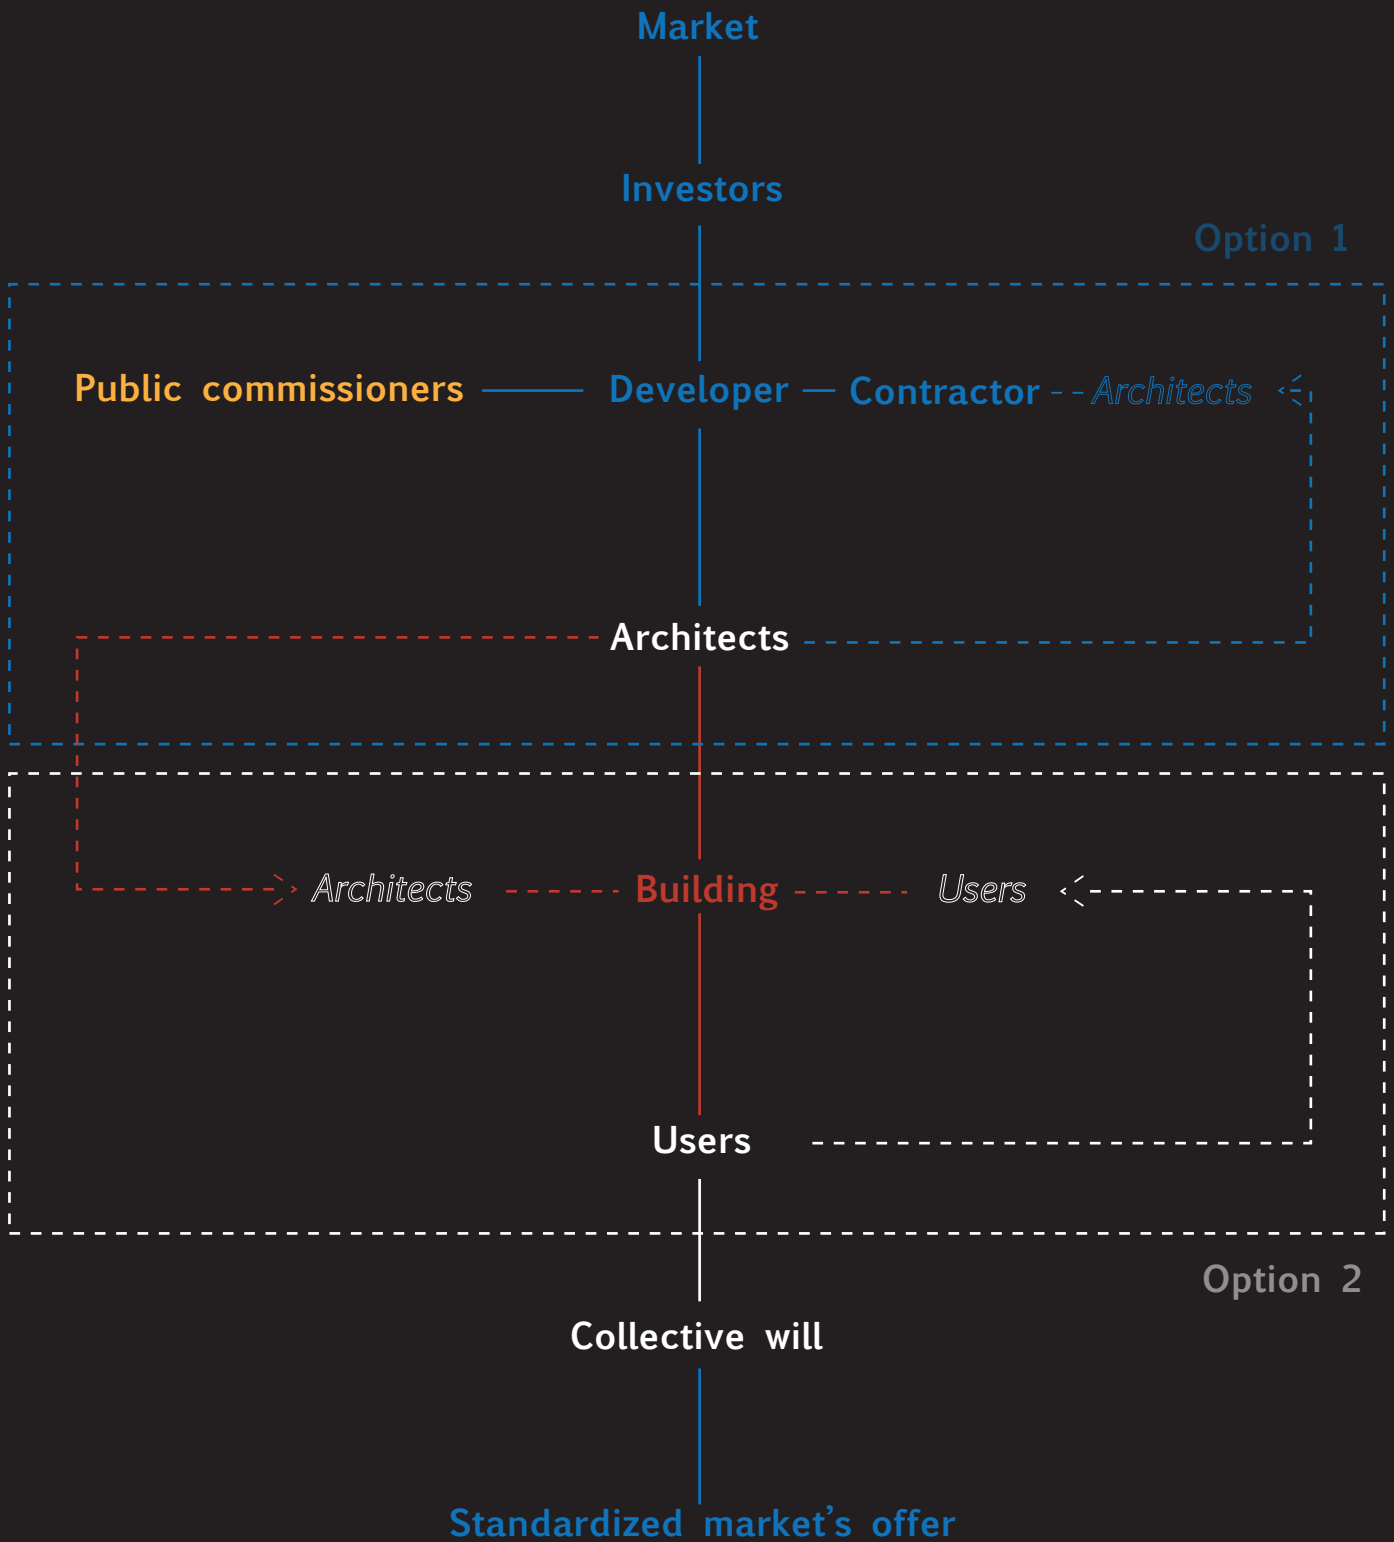 Market
Investors
Option 1
Public commissioners Developer Contractor Architects
Architects
Architects Building Users
Users
Option 2
Collective will
Standardized market’s offer